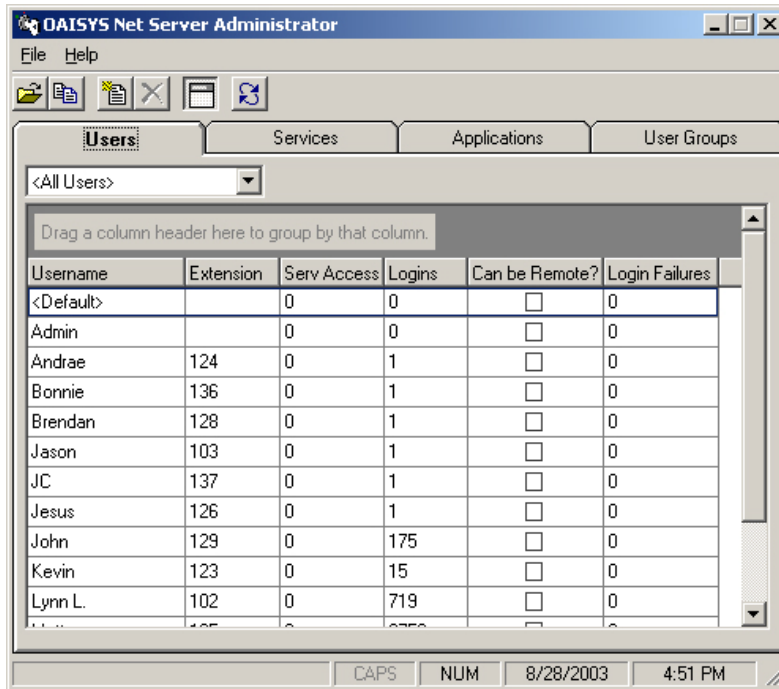 OAISYS Net Server Administrator
File Help
Users Services Applications User Groups
<All Users>
Drag a column header here to group by that column.
Username Extension Serv Access Logins Can be Remote? Login Failures
<Default> 0 0 0
Admin 0 0 0
Andrae 124 0 1 0
Bonnie 136 0 1 0
Brendan 128 0 1 0
Jason 103 0 1 0
JC 137 0 1 0
Jesus 126 0 1 0
John 129 0 175 0
Kevin 123 0 15 0
Lynn L. 102 0 719 0
CAPS NUM 8/28/2003 4:51 PM